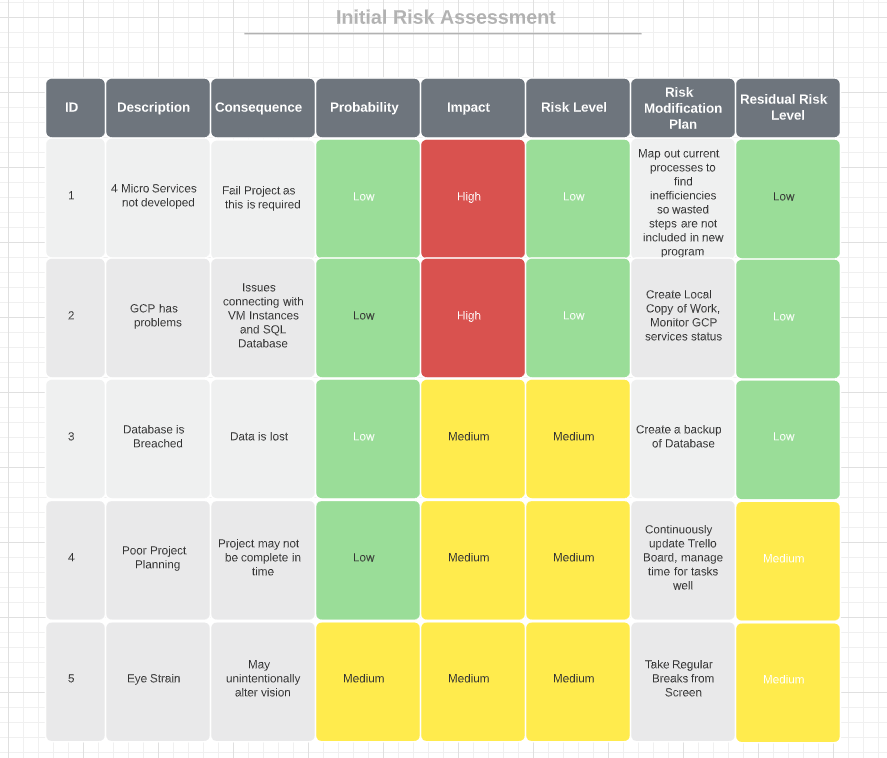 Initial Risk Assessment
ID
Description
Consequence
Probability
Impact
Risk Level
Risk
Modification
Plan
Residual Risk
Level
1
4 Micro Services
not developed
Fail Project as
this is required
Low
High
Low
Map out current
processes to
find
inefficiencies
so wasted
steps are not
included in new
program
Low
2
GCP has
problems
Issues
connecting with
VM Instances
and SQL
Database
Low
High
Low
Create Local
Copy of Work,
Monitor GCP
services status
Low
3
Database is
Breached
Data is lost
Low
Medium
Medium
Create a backup
of Database
Low
4
Poor Project
Planning
Project may not
be complete in
time
Low
Medium
Medium
Continuously
update Trello
Board, manage
time for tasks
well
Medium
5
Eye Strain
May
unintentionally
alter vision
Medium
Medium
Medium
Take Regular
Breaks from
Screen
Medium